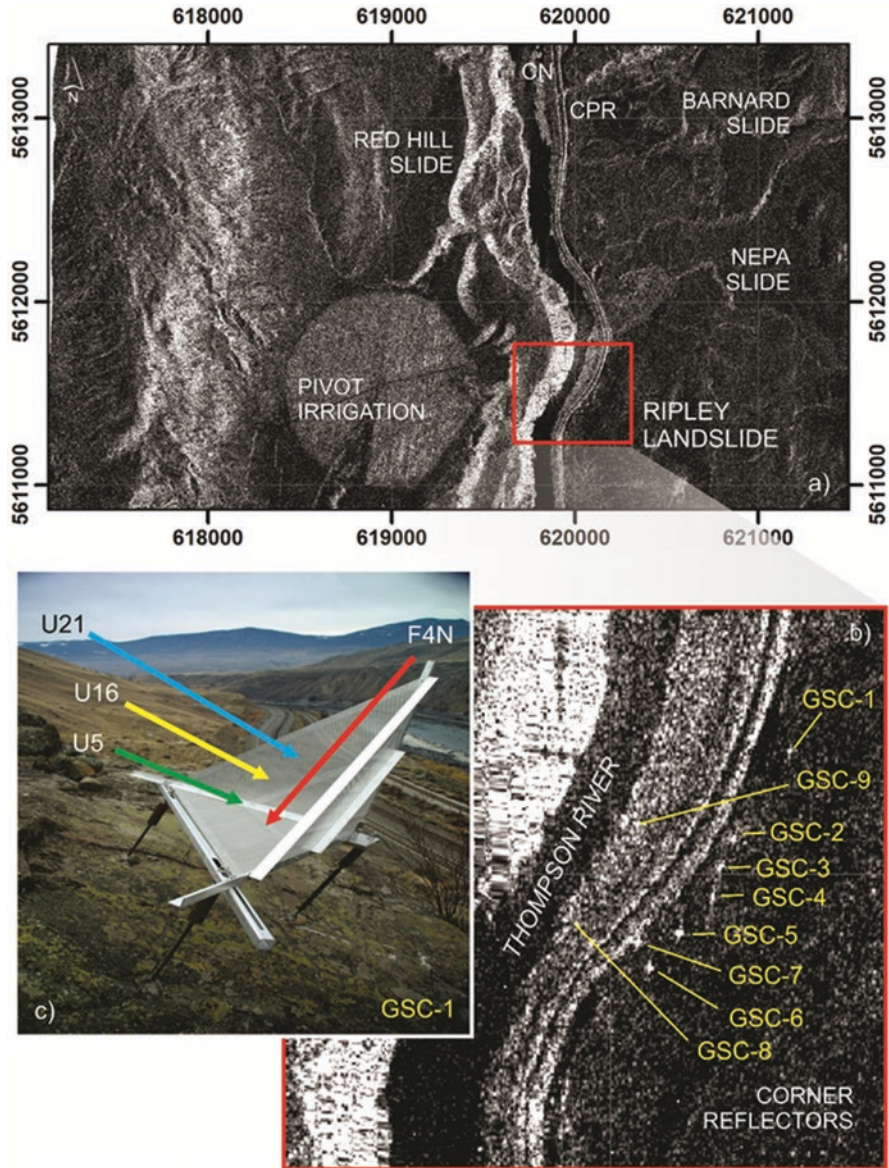 618000 619000 620000 621000
5613000
5612000
5611000
N
CN
CPR
BARNARD
SLIDE
RED HILL
SLIDE
NEPA
SLIDE
PIVOT
IRRIGATION
RIPLEY
LANDSLIDE
a)
5613000
5612000
5611000
618000 619000 620000 621000
U21
F4N
U16
U5
c)
GSC-1
b)
GSC-1
GSC-9
GSC-2
GSC-3
GSC-4
GSC-5
GSC-7
GSC-6
GSC-8
THOMPSON RIVER
CORNER
REFLECTORS